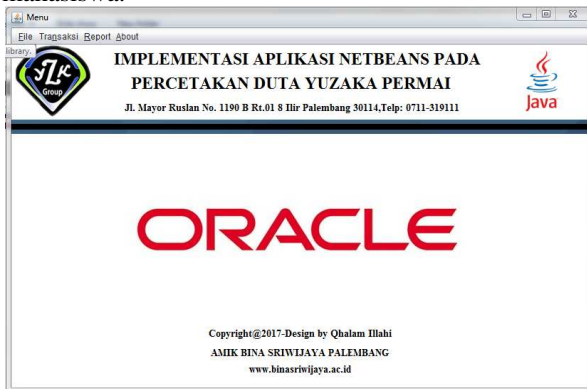 Menu
File Transaksi Report About
library.
YZK
Group
IMPLEMENTASI APLIKASI NETBEANS PADA
PERCETAKAN DUTA YUZAKA PERMAI
Jl. Mayor Ruslan No. 1190 B Rt.01 8 Ilir Palembang 30114,Telp: 0711-319111
Java
ORACLE
Copyright@2017-Design by Qhalam Illahi
AMIK BINA SRIWIJAYA PALEMBANG
www.binasriwijaya.ac.id